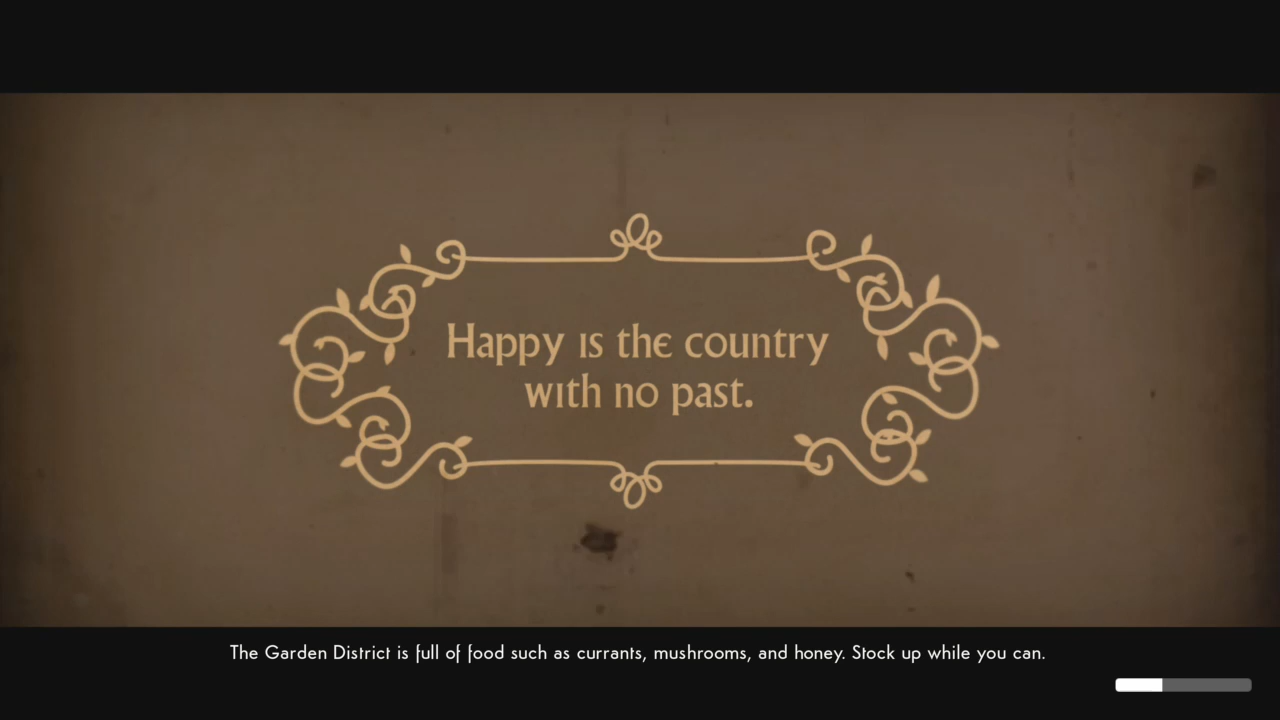 Happy is the country
with no past.
The Garden District is full of food such as currants, mushrooms, and honey. Stock up while you can.